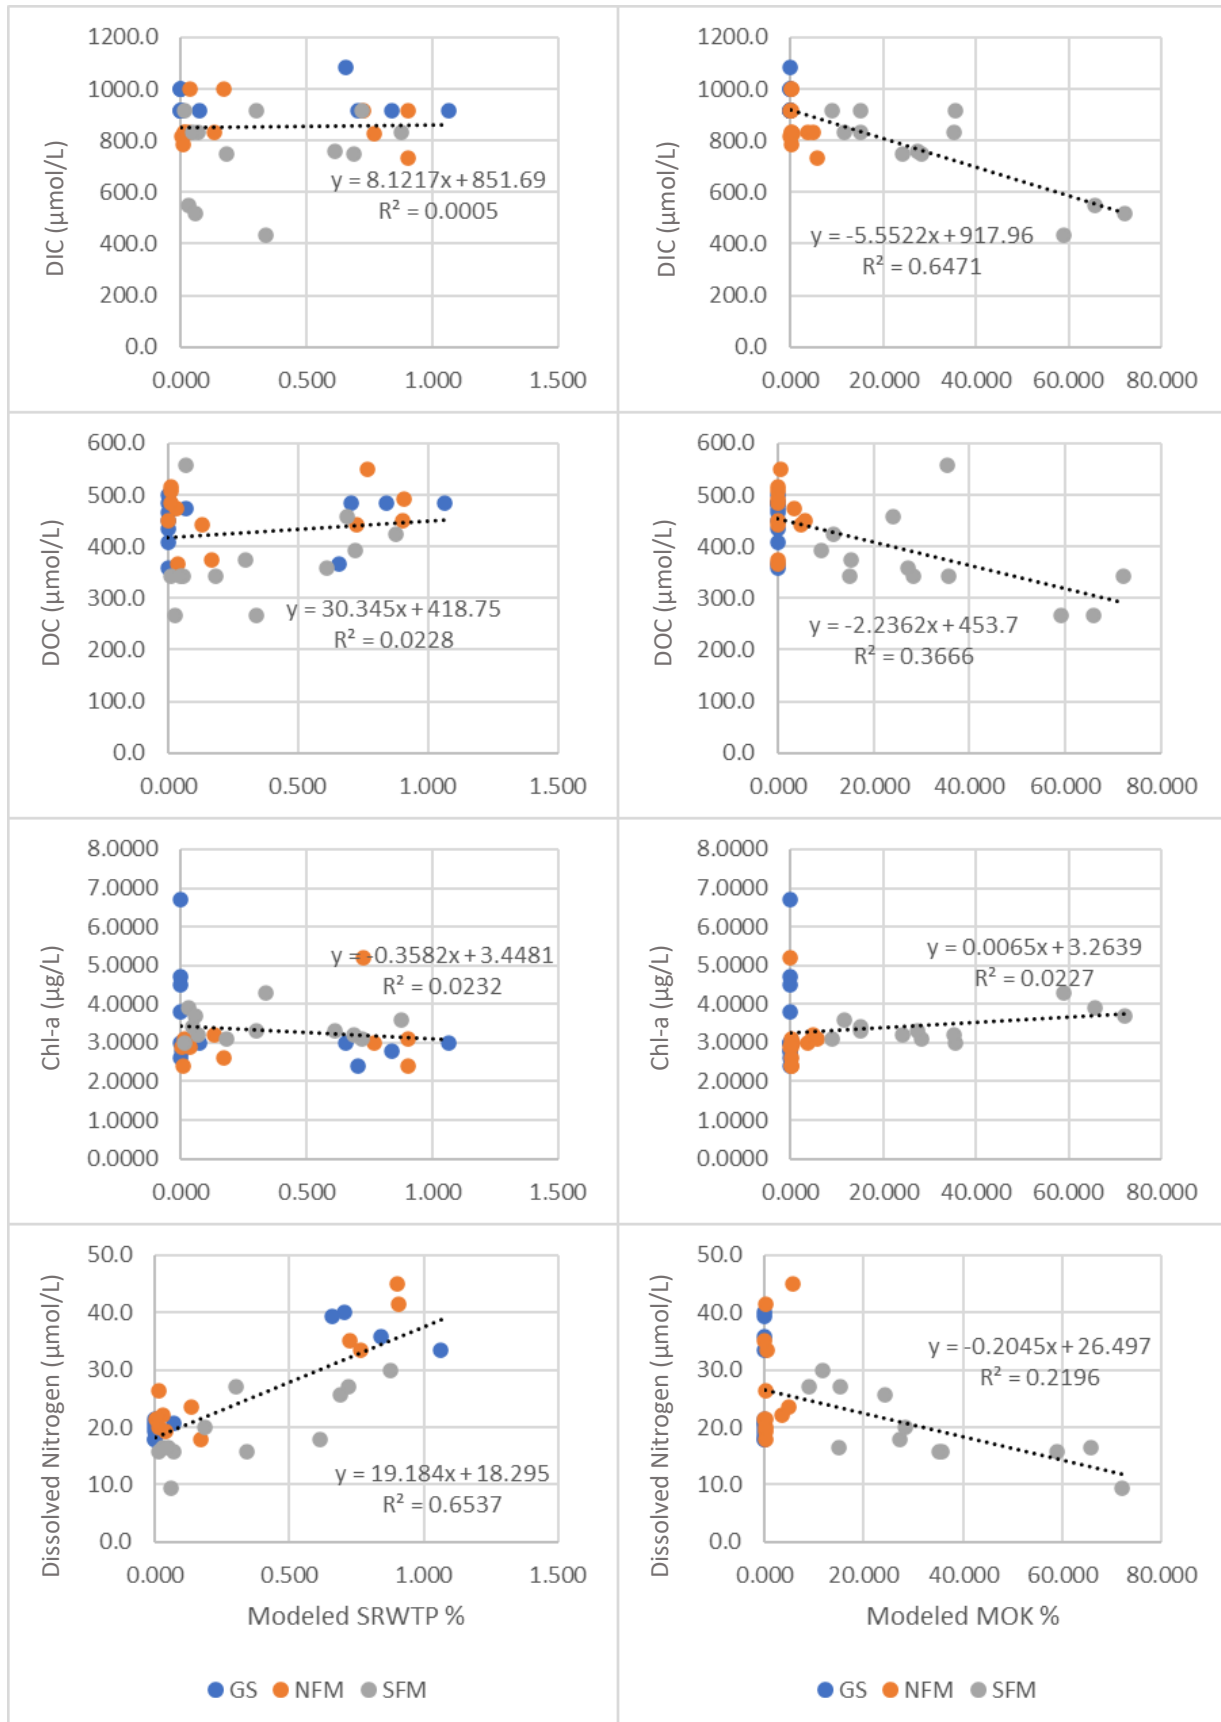 DIC (µmol/L)
1200.0
1000.0
800.0
600.0
400.0
200.0
0.0
y = 8.1217x + 851.69
R² = 0.0005
0.000 0.500 1.000 1.500
DIC (µmol/L)
1200.0
1000.0
800.0
600.0
400.0
200.0
0.0
y = -5.5522x + 917.96
R² = 0.6471
0.000 20.000 40.000 60.000 80.000
DOC (µmol/L)
600.0
500.0
400.0
300.0
200.0
100.0
0.0
y = 30.345x + 418.75
R² = 0.0228
0.000 0.500 1.000 1.500
DOC (µmol/L)
600.0
500.0
400.0
300.0
200.0
100.0
0.0
y = -2.2362x + 453.7
R² = 0.3666
0.000 20.000 40.000 60.000 80.000
Chl-a (µg/L)
8.0000
7.0000
6.0000
5.0000
4.0000
3.0000
2.0000
1.0000
0.0000
y = -0.3582x + 3.4481
R² = 0.0232
0.000 0.500 1.000 1.500
Chl-a (µg/L)
8.0000
7.0000
6.0000
5.0000
4.0000
3.0000
2.0000
1.0000
0.0000
y = 0.0065x + 3.2639
R² = 0.0227
0.000 20.000 40.000 60.000 80.000
Dissolved Nitrogen (µmol/L)
50.0
40.0
30.0
20.0
10.0
0.0
y = 19.184x + 18.295
R² = 0.6537
0.000 0.500 1.000 1.500
Modeled SRWTP %
GS NFM SFM
Dissolved Nitrogen (µmol/L)
50.0
40.0
30.0
20.0
10.0
0.0
y = -0.2045x + 26.497
R² = 0.2196
0.000 20.000 40.000 60.000 80.000
Modeled MOK %
GS NFM SFM